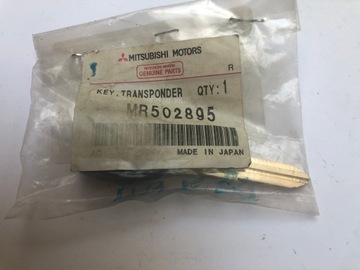 MITSUBISHI MOTORS
R
GENUINE PARTS
KEY, TRANSPONDER QTY:1
MR502895
MADE IN JAPAN